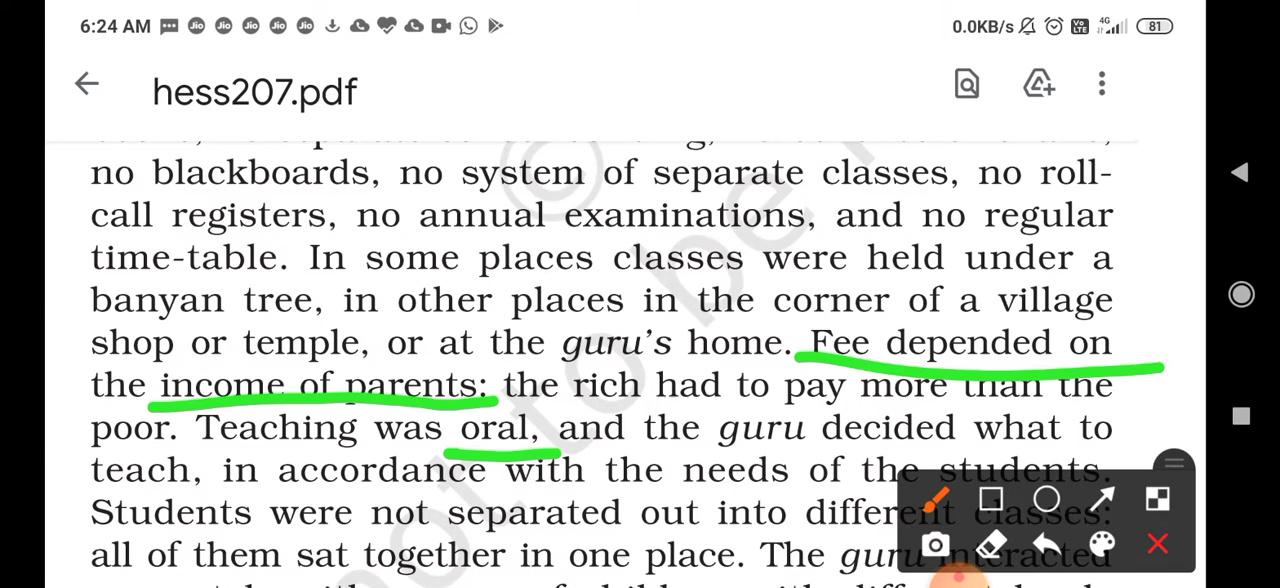 6:24 AM
0.0KB/s 4G 81
hess207.pdf
no blackboards, no system of separate classes, no roll-
call registers, no annual examinations, and no regular
time-table. In some places classes were held under a
banyan tree, in other places in the corner of a village
shop or temple, or at the guru's home. Fee depended on
the income of parents: the rich had to pay more than the
poor. Teaching was oral, and the guru decided what to
teach, in accordance with the needs of the students.
Students were not separated out into different classes:
all of them sat together in one place. The guru interacted